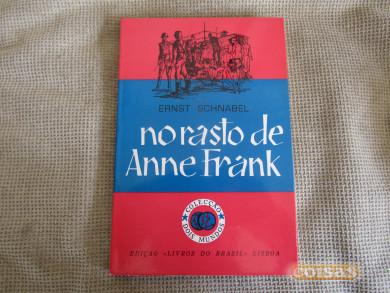 ERNST SCHNABEL
no rasto de
Anne Frank
COLECÇÃO
DOIS MUNDOS
EDIÇÃO «LIVROS DO BRASIL» LISBOA
coisas